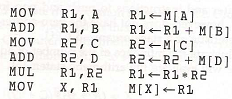 MOV R1, A R1←M[A]
ADD R1, B R1←R1 + M[B]
MOV R2, C R2←M[C]
ADD R2, D R2←R2 + M[D]
MUL R1,R2 R1←R1*R2
MOV X, R1 M[X]←R1